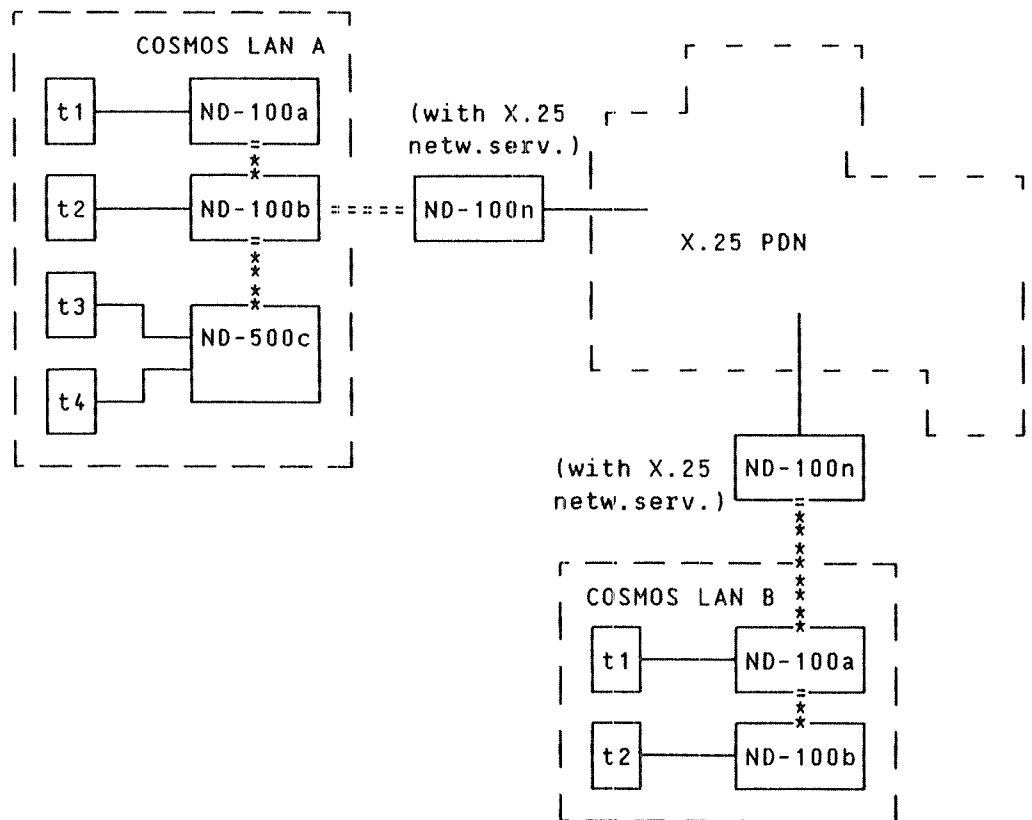 COSMOS LAN A
t1
ND-100a
(with X.25
netw.serv.)
t2
ND-100b
=====
ND-100n
X.25 PDN
t3
ND-500c
t4
(with X.25
netw.serv.)
ND-100n
COSMOS LAN B
t1
ND-100a
t2
ND-100b